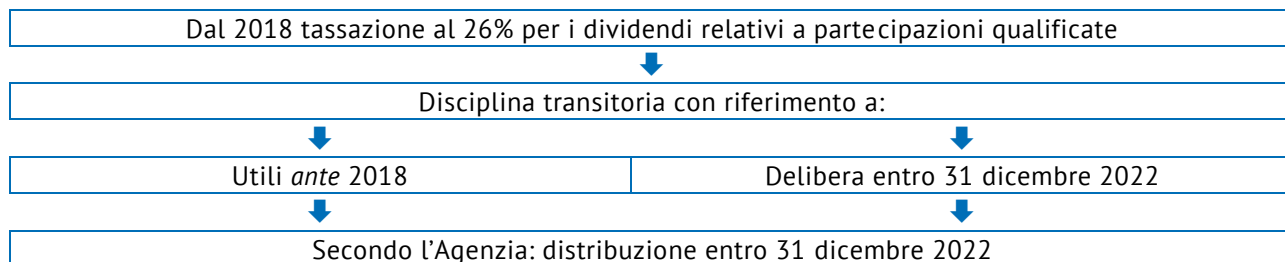 Dal 2018 tassazione al 26% per i dividendi relativi a partecipazioni qualificate
Disciplina transitoria con riferimento a:
Utili ante 2018
Delibera entro 31 dicembre 2022
Secondo l'Agenzia: distribuzione entro 31 dicembre 2022